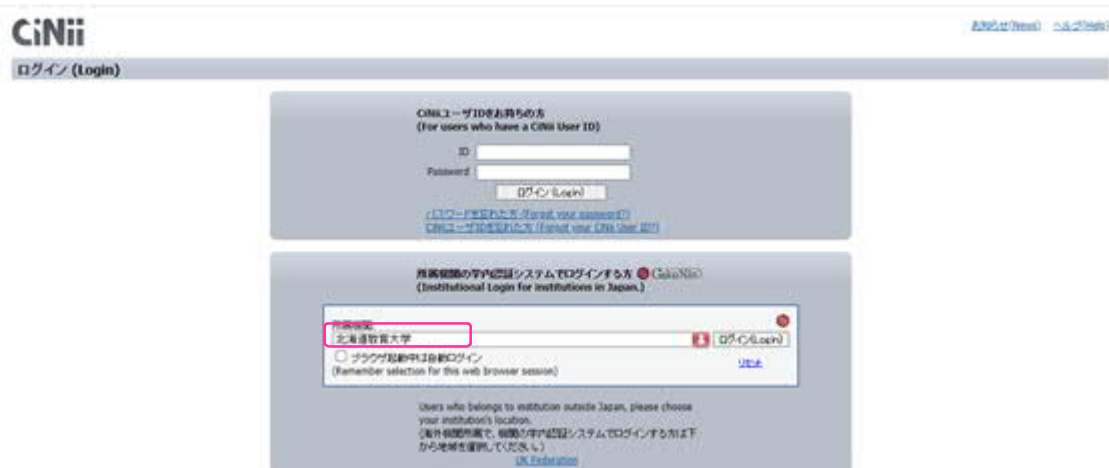 CiNii
お知らせ(News) ヘルプ(Help)
ログイン (Login)
CiNiiユーザIDをお持ちの方
(For users who have a CiNii User ID)
ID
Password
ログイン(Login)
パスワードを忘れた方 (Forgot your password?)
CiNiiユーザIDを忘れた方 (Forgot your CiNii User ID?)
所属機関の学内認証システムでログインする方 GakuNin
(Institutional Login for institutions in Japan.)
所属機関
北海道教育大学
ログイン(Login)
ブラウザ起動中は自動ログイン
リセット
(Remember selection for this web browser session)
Users who belongs to institution outside Japan, please choose
your institution's location.
(海外機関所属で、機関の学内認証システムでログインする方は下
から地域を選択してください。)
UK Federation